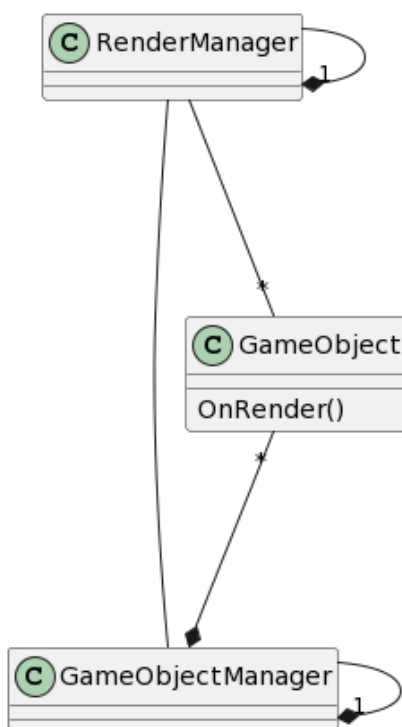 C RenderManager
1
*
C GameObject
OnRender()
*
C GameObjectManager
1